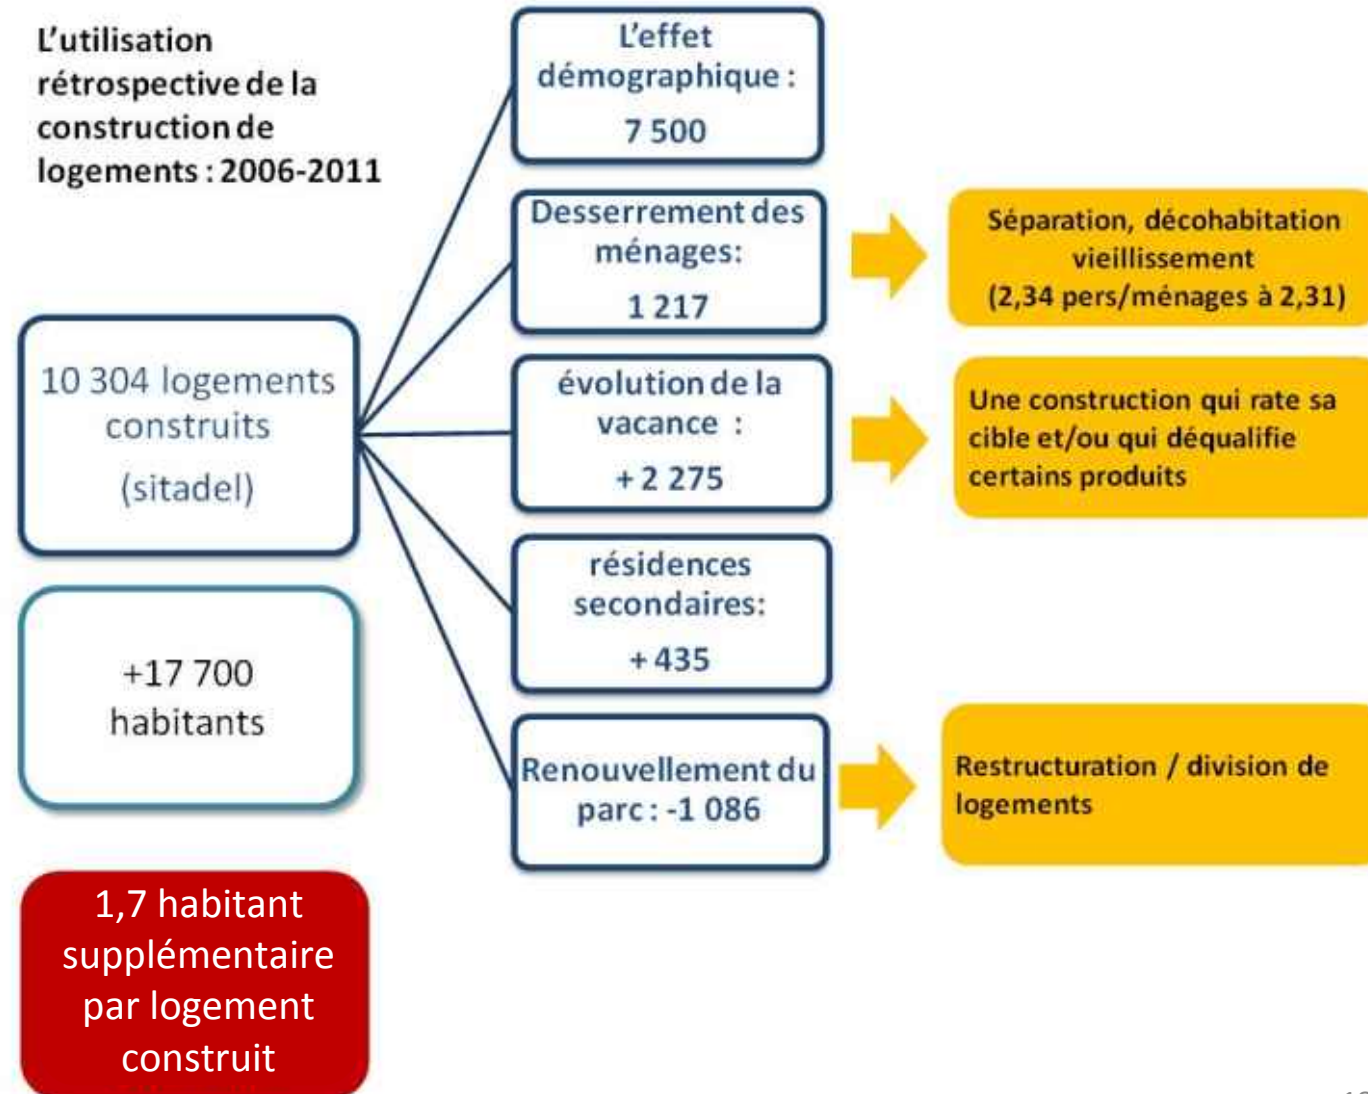 L'utilisation
rétrospective de la
construction de
logements : 2006-2011
10 304 logements
construits
(sitadel)
+17 700
habitants
1,7 habitant
supplémentaire
par logement
construit
L'effet
démographique :
7 500
Desserrement des
ménages:
1 217
évolution de la
vacance :
+ 2 275
résidences
secondaires:
+ 435
Renouvellement du
parc : -1 086
Séparation, décohabitation
vieillissement
(2,34 pers/ménages à 2,31)
Une construction qui rate sa
cible et/ou qui déqualifie
certains produits
Restructuration / division de
logements